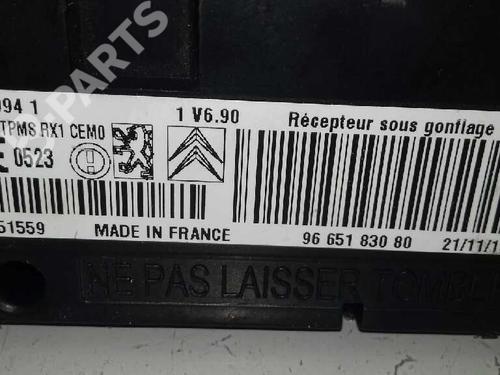 094 1
TPMS RX1 CEM0 1 V6.90 Récepteur sous gonflage
0523
51559 MADE IN FRANCE 96 651 830 80 21/11/1
NE PAS LAISSER TOMBE
B-PARTS